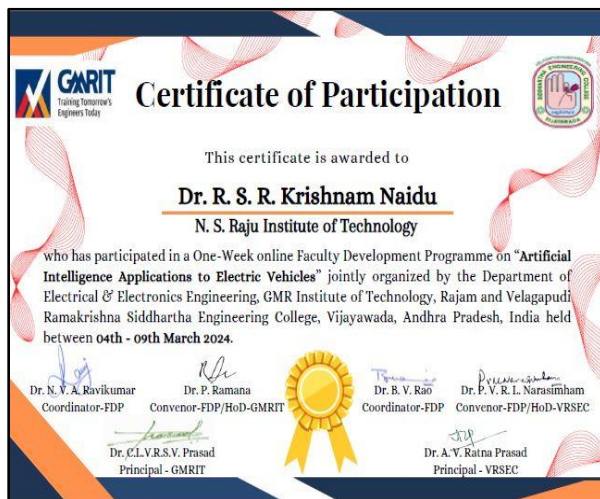 GMRIT
Training Tomorrow's
Engineers Today
Certificate of Participation
SIDDHARTHA ENGINEERING COLLEGE
VIJAYAWADA
This certificate is awarded to
Dr. R. S. R. Krishnam Naidu
N. S. Raju Institute of Technology
who has participated in a One-Week online Faculty Development Programme on “Artificial
Intelligence Applications to Electric Vehicles” jointly organized by the Department of
Electrical & Electronics Engineering, GMR Institute of Technology, Rajam and Velagapudi
Ramakrishna Siddhartha Engineering College, Vijayawada, Andhra Pradesh, India held
between 04th - 09th March 2024.
Dr. N. V. A. Ravikumar
Coordinator-FDP
Dr. P. Ramana
Convenor-FDP/HoD-GMRIT
Dr. B. V. Rao
Coordinator-FDP
Dr. P. V. R. L. Narasimham
Convenor-FDP/HoD-VRSEC
Dr. C.L.V.R.S.V. Prasad
Principal - GMRIT
Dr. A. V. Ratna Prasad
Principal - VRSEC